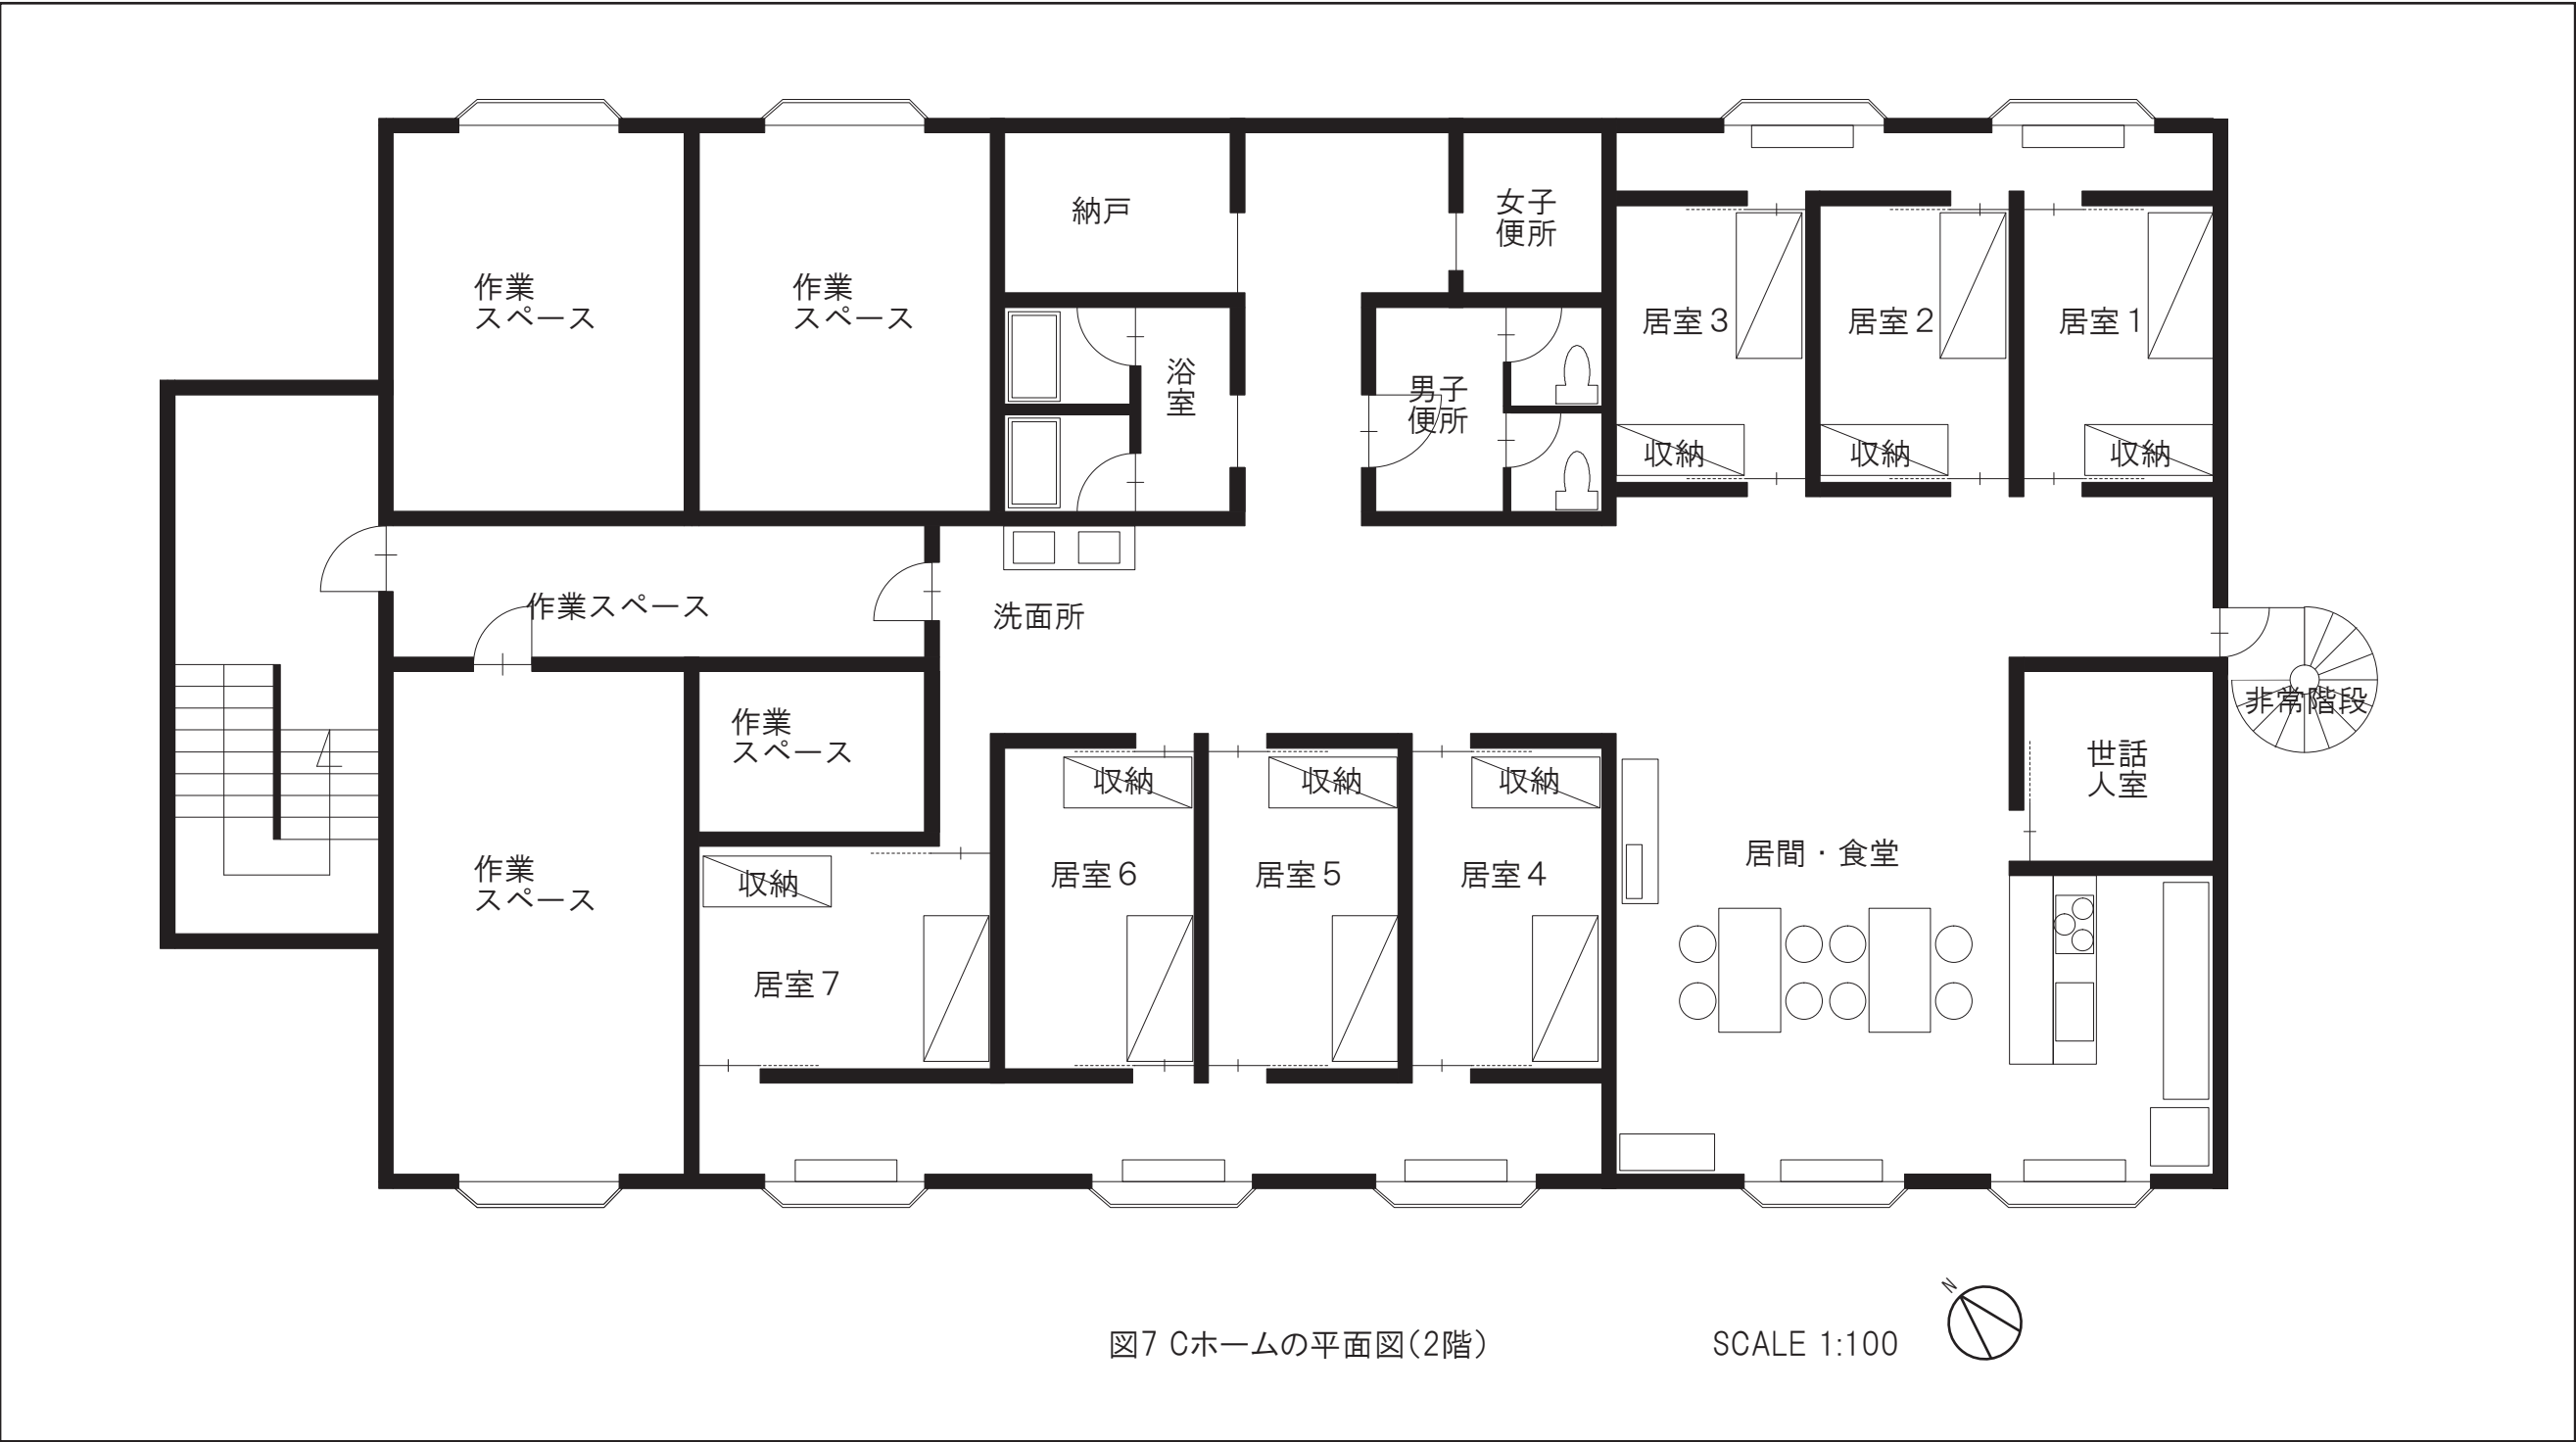 納戸
女子
便所
作業
スペース
作業
スペース
居室3
居室2
居室1
浴
室
男子
便所
収納
収納
収納
作業スペース
洗面所
非常階段
作業
スペース
世話
人室
収納
収納
収納
居間・食堂
作業
スペース
収納
居室6
居室5
居室4
居室7
N
図7 Cホームの平面図(2階)
SCALE 1:100